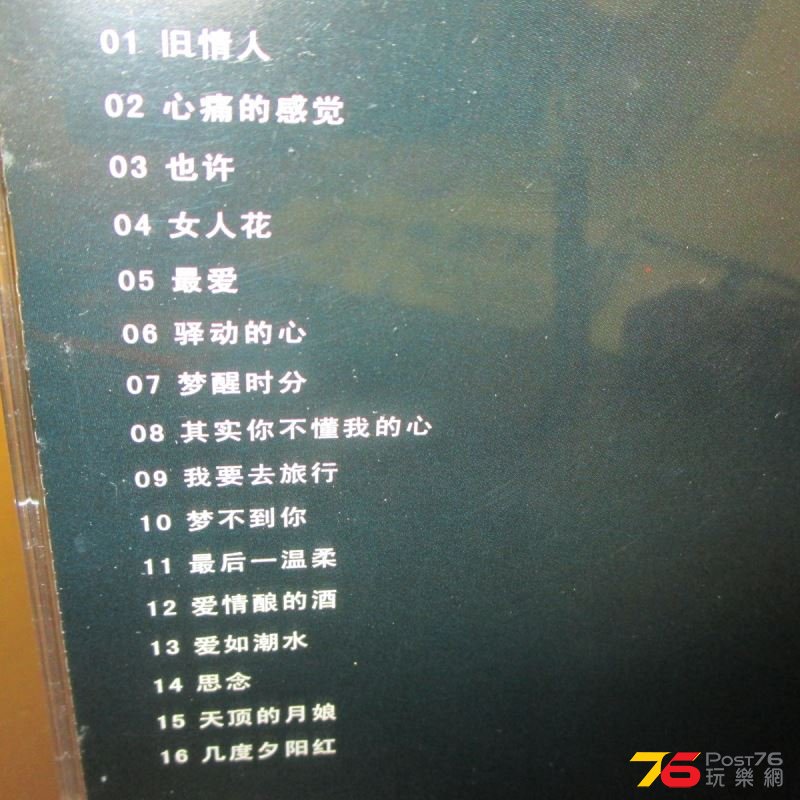 01 旧情人
02 心痛的感觉
03 也许
04 女人花
05 最爱
06 驿动的心
07 梦醒时分
08 其实你不懂我的心
09 我要去旅行
10 梦不到你
11 最后一温柔
12 爱情酿的酒
13 爱如潮水
14 思念
15 天顶的月娘
16 几度夕阳红
76 Post76
玩樂網